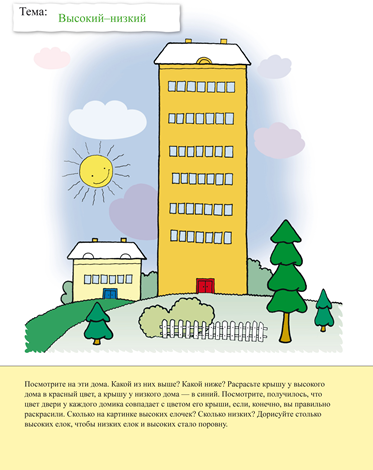 Тема:
Высокий–низкий
Посмотрите на эти дома. Какой из них выше? Какой ниже? Раскрасьте крышу у высокого
дома в красный цвет, а крышу у низкого дома — в синий. Посмотрите, получилось, что
цвет двери у каждого домика совпадает с цветом его крыши, если, конечно, вы правильно
раскрасили. Сколько на картинке высоких елочек? Сколько низких? Дорисуйте столько
высоких елок, чтобы низких елок и высоких стало поровну.